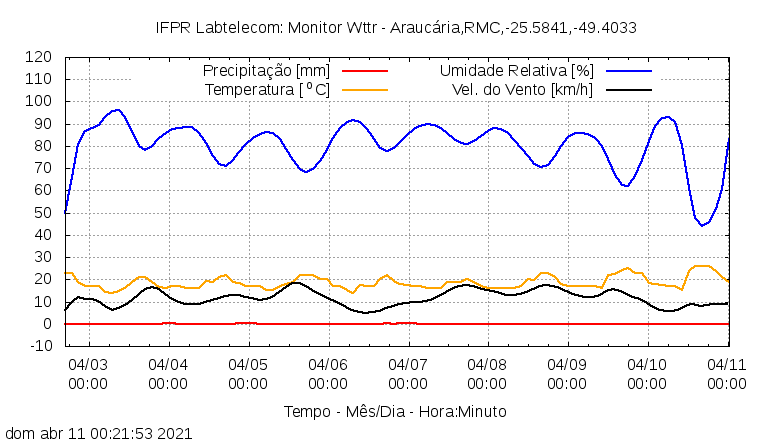 IFPR Labtelecom: Monitor Wttr - Araucária,RMC,-25.5841,-49.4033
120
110
100
90
80
70
60
50
40
30
20
10
0
-10
Precipitação [mm]
Temperatura [⁰C]
Umidade Relativa [%]
Vel. do Vento [km/h]
04/03 04/04 04/05 04/06 04/07 04/08 04/09 04/10 04/11
00:00 00:00 00:00 00:00 00:00 00:00 00:00 00:00 00:00
Tempo - Mês/Dia - Hora:Minuto
dom abr 11 00:21:53 2021